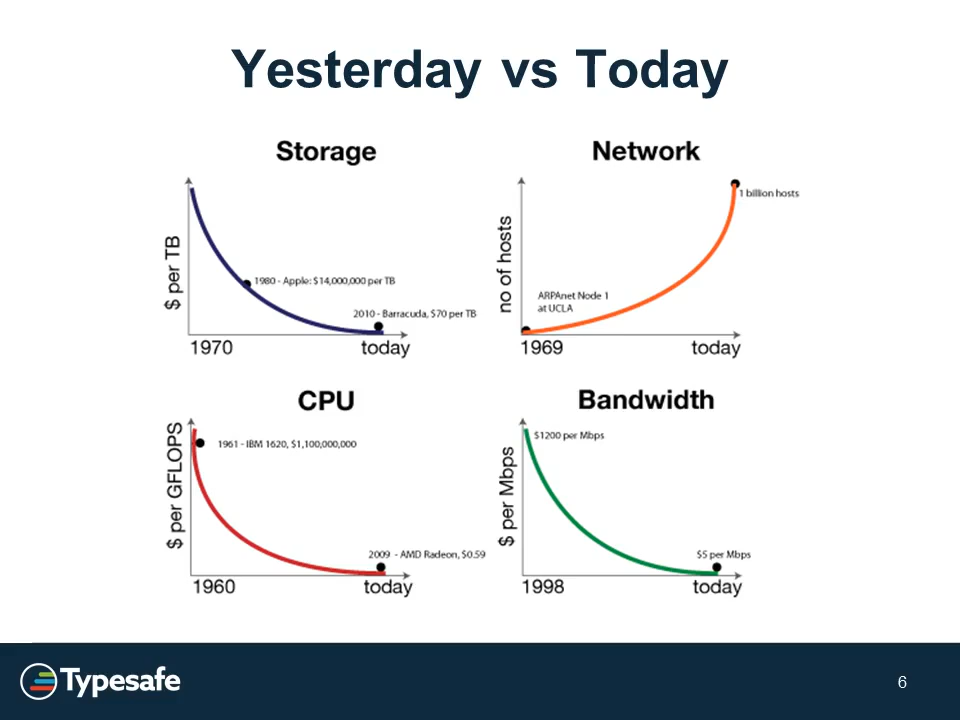 Yesterday vs Today
Storage
$ per TB
1980 - Apple: $14,000,000 per TB
2010 - Barracuda, $70 per TB
1970
today
Network
no of hosts
1 billion hosts
ARPAnet Node 1
at UCLA
1969
today
CPU
$ per GFLOPS
1961 - IBM 1620, $1,100,000,000
2009 - AMD Radeon, $0.59
1960
today
Bandwidth
$ per Mbps
$1200 per Mbps
$5 per Mbps
1998
today
Typesafe
6